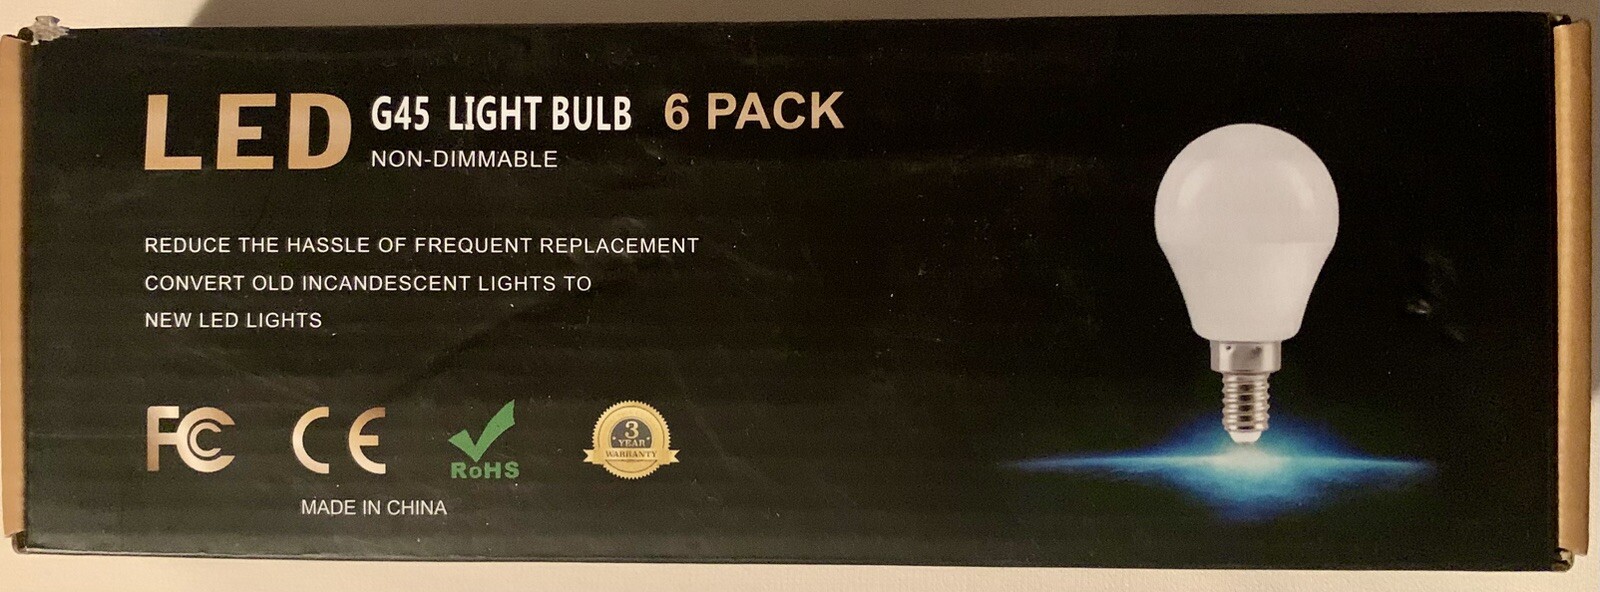 LED G45 LIGHT BULB 6 PACK
NON-DIMMABLE
REDUCE THE HASSLE OF FREQUENT REPLACEMENT
CONVERT OLD INCANDESCENT LIGHTS TO
NEW LED LIGHTS
FC CE RoHS
3
YEAR
WARRANTY
MADE IN CHINA